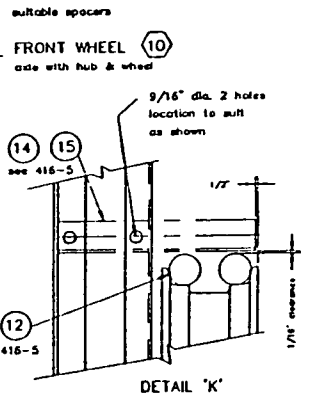 suitable spacers
FRONT WHEEL 10
axle with hub & wheel
9/16" dia. 2 holes
location to suit
as shown
14 15
see 416-5
1/2"
12
416-5
1/16" clearance
DETAIL 'K'